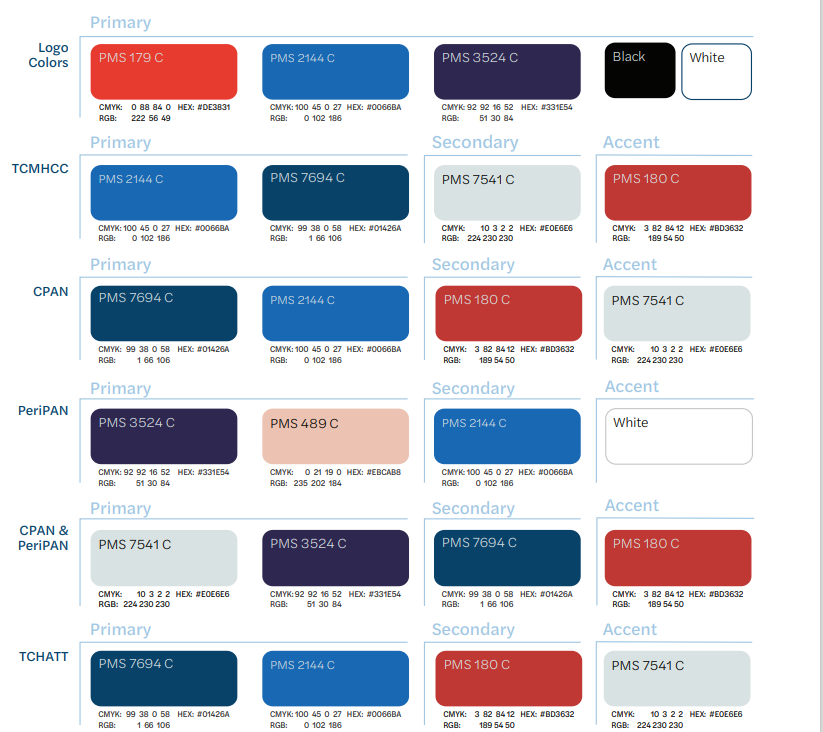 Primary
Logo Colors
PMS 179 C
PMS 2144 C
PMS 3524 C
Black
White
CMYK: 0 88 84 0 HEX: #DE3831
RGB: 222 56 49
CMYK: 100 45 0 27 HEX: #0066BA
RGB: 0 102 186
CMYK: 92 92 16 52 HEX: #331E54
RGB: 51 30 84
Primary
Secondary
Accent
TCMHCC
PMS 2144 C
PMS 7694 C
PMS 7541 C
PMS 180 C
CMYK: 100 45 0 27 HEX: #0066BA
RGB: 0 102 186
CMYK: 99 38 0 58 HEX: #01426A
RGB: 1 66 106
CMYK: 10 3 2 2 HEX: #E0E6E6
RGB: 224 230 230
CMYK: 3 82 84 12 HEX: #BD3632
RGB: 189 54 50
Primary
Secondary
Accent
CPAN
PMS 7694 C
PMS 2144 C
PMS 180 C
PMS 7541 C
CMYK: 99 38 0 58 HEX: #01426A
RGB: 1 66 106
CMYK: 100 45 0 27 HEX: #0066BA
RGB: 0 102 186
CMYK: 3 82 84 12 HEX: #BD3632
RGB: 189 54 50
CMYK: 10 3 2 2 HEX: #E0E6E6
RGB: 224 230 230
Primary
Secondary
Accent
PeriPAN
PMS 3524 C
PMS 489 C
PMS 2144 C
White
CMYK: 92 92 16 52 HEX: #331E54
RGB: 51 30 84
CMYK: 0 21 19 0 HEX: #EBCAB8
RGB: 235 202 184
CMYK: 100 45 0 27 HEX: #0066BA
RGB: 0 102 186
Primary
Secondary
Accent
CPAN &
PeriPAN
PMS 7541 C
PMS 3524 C
PMS 7694 C
PMS 180 C
CMYK: 10 3 2 2 HEX: #E0E6E6
RGB: 224 230 230
CMYK: 92 92 16 52 HEX: #331E54
RGB: 51 30 84
CMYK: 99 38 0 58 HEX: #01426A
RGB: 1 66 106
CMYK: 3 82 84 12 HEX: #BD3632
RGB: 189 54 50
Primary
Secondary
Accent
TCHATT
PMS 7694 C
PMS 2144 C
PMS 180 C
PMS 7541 C
CMYK: 99 38 0 58 HEX: #01426A
RGB: 1 66 106
CMYK: 100 45 0 27 HEX: #0066BA
RGB: 0 102 186
CMYK: 3 82 84 12 HEX: #BD3632
RGB: 189 54 50
CMYK: 10 3 2 2 HEX: #E0E6E6
RGB: 224 230 230